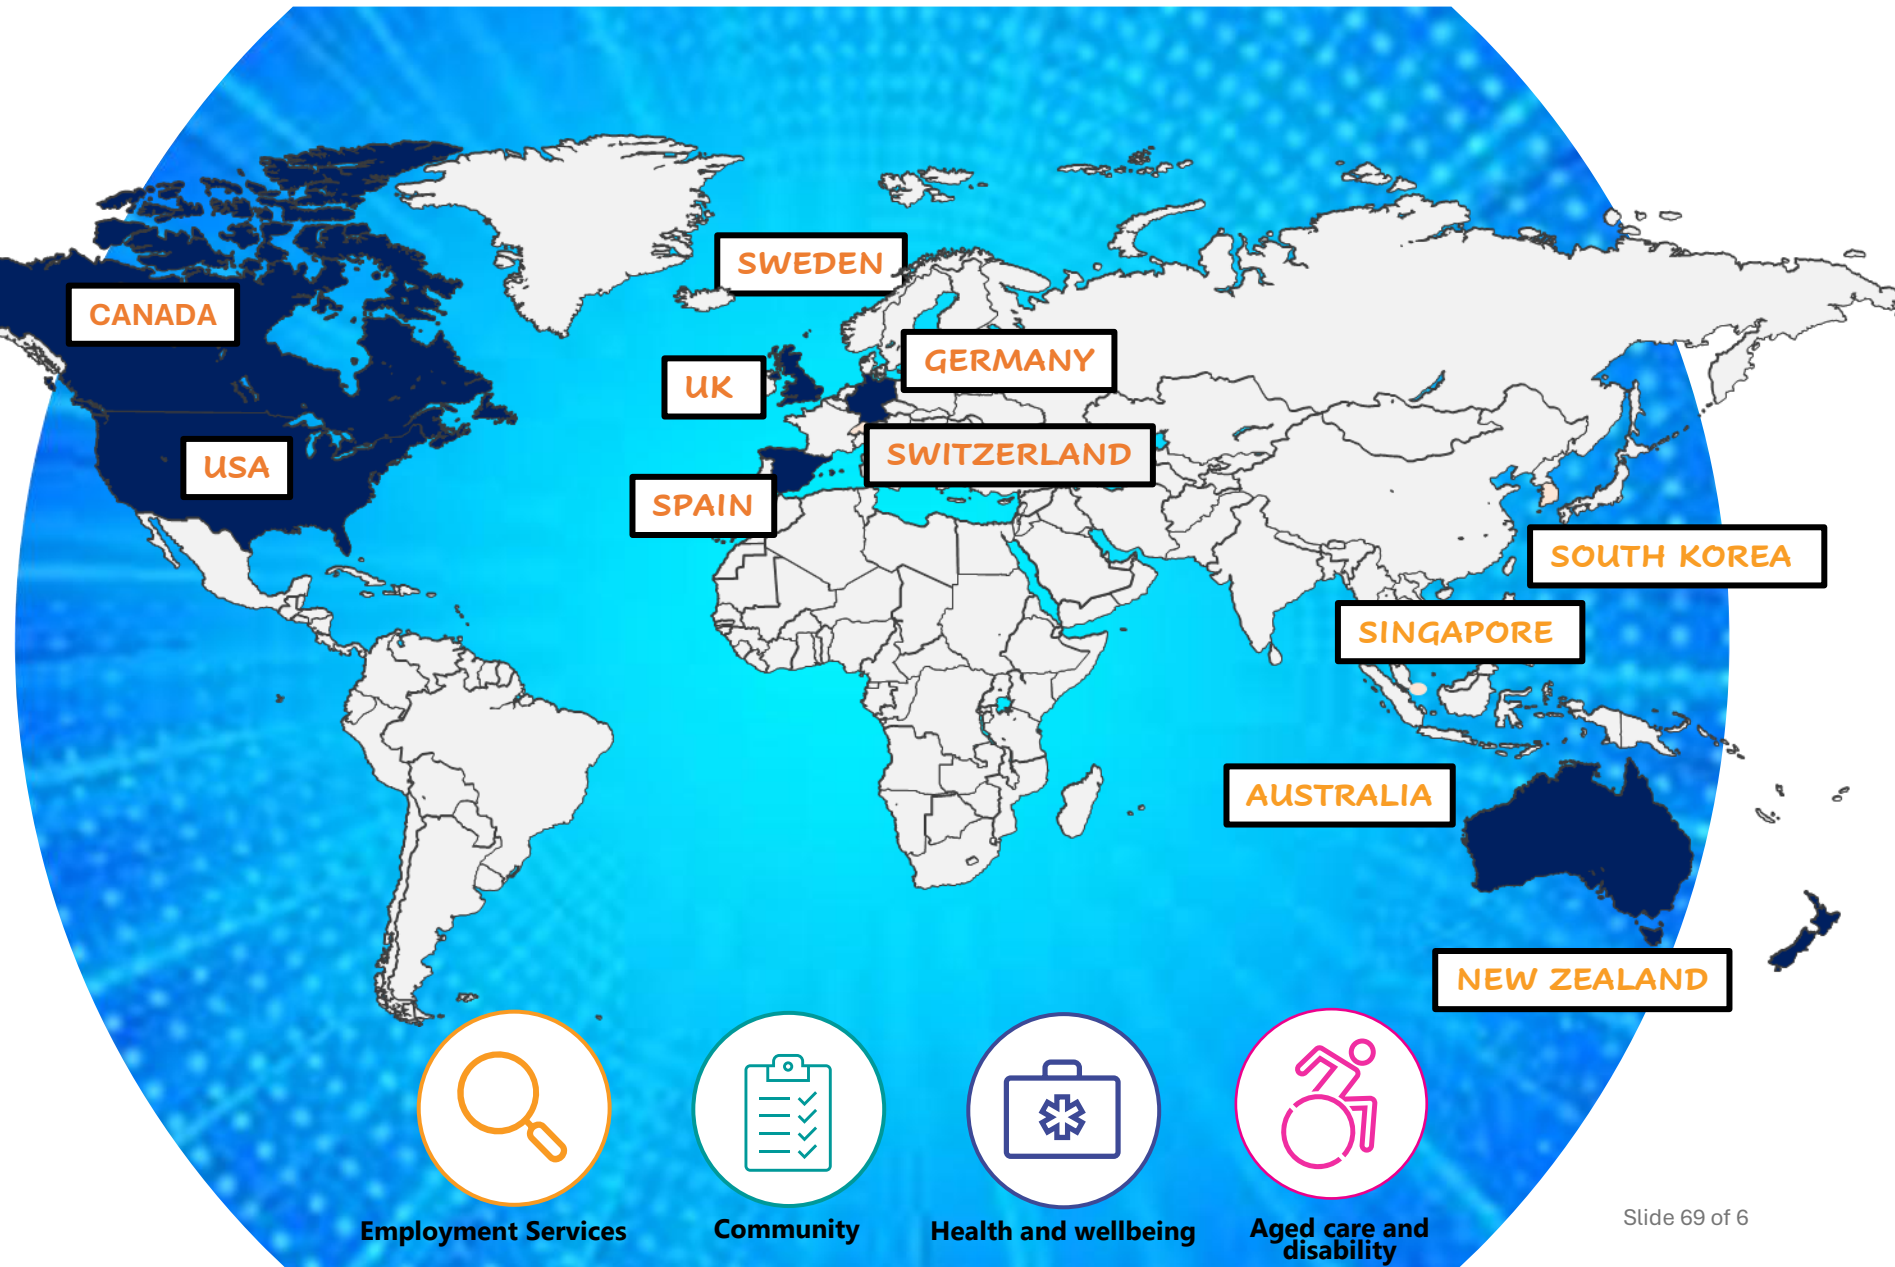 SWEDEN
CANADA
GERMANY
UK
USA
SWITZERLAND
SPAIN
SOUTH KOREA
SINGAPORE
AUSTRALIA
NEW ZEALAND
Employment Services
Community
Health and wellbeing
Aged care and
disability
Slide 69 of 6